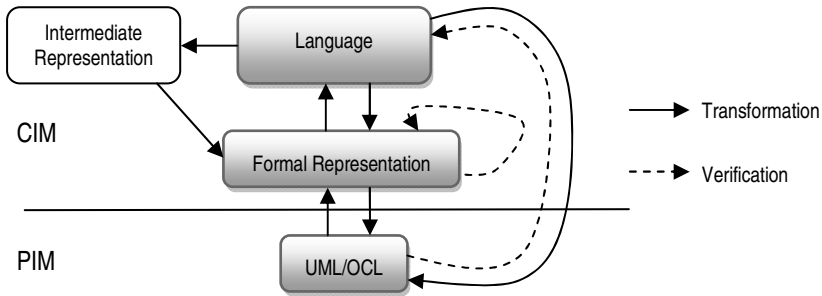 Intermediate
Representation
Language
CIM
Transformation
Formal Representation
Verification
PIM
UML/OCL